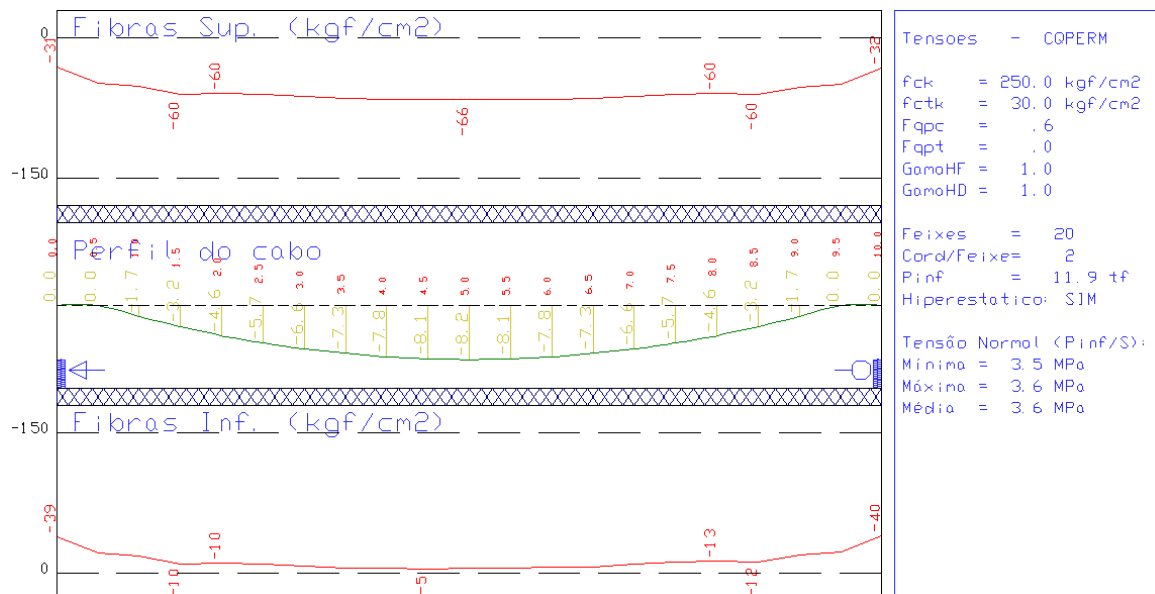 Fibras Sup. (kgf/cm2)
0
-31
-60
-60
-66
-60
-60
-32
-150
Perfil do cabo
0.0 0.5 1.0 1.5 2.0 2.5 3.0 3.5 4.0 4.5 5.0 5.5 6.0 6.5 7.0 7.5 8.0 8.5 9.0 9.5 10.0
0.0 0.0 -1.7 -3.2 -4.6 -5.7 -6.6 -7.3 -7.8 -8.1 -8.2 -8.1 -7.8 -7.3 -6.6 -5.7 -4.6 -3.2 -1.7 0.0 0.0
Fibras Inf. (kgf/cm2)
-150
-39
-10
-10
-5
-13
-12
-40
0
Tensoes - CQPERM
fck = 250.0 kgf/cm2
fctk = 30.0 kgf/cm2
Fqpc = .6
Fqpt = .0
GamaHF = 1.0
GamaHD = 1.0
Feixes = 20
Cord/Feixe= 2
Pinf = 11.9 tf
Hiperestatico: SIM
Tensão Normal (Pinf/S):
Mínima = 3.5 MPa
Máxima = 3.6 MPa
Média = 3.6 MPa